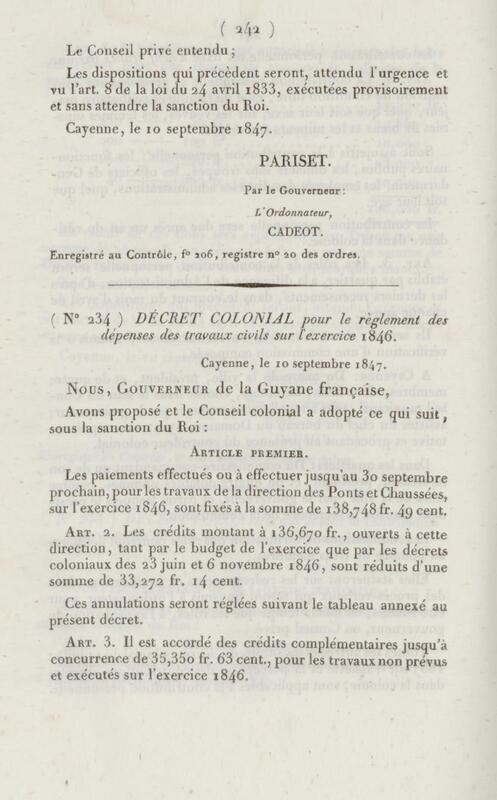 ( 242 )
Le Conseil privé entendu ;
Les dispositions qui précèdent seront, attendu l'urgence et
vu l'art. 8 de la loi du 24 avril 1833, exécutées provisoirement
et sans attendre la sanction du Roi.
Cayenne, le 10 septembre 1847.
PARISET.
Par le Gouverneur :
L'Ordonnateur,
CADEOT.
Enregistré au Contrôle, f° 206, registre n° 20 des ordres.
( N° 234 ) DÉCRET COLONIAL pour le règlement des
dépenses des travaux civils sur l'exercice 1846.
Cayenne, le 10 septembre 1847.
Nous, Gouverneur de la Guyane française,
Avons proposé et le Conseil colonial a adopté ce qui suit,
sous la sanction du Roi :
Article premier.
Les paiements effectués ou à effectuer jusqu'au 30 septembre
prochain, pour les travaux de la direction des Ponts et Chaussées,
sur l'exercice 1846, sont fixés à la somme de 138,748 fr. 49 cent.
Art. 2. Les crédits montant à 136,670 fr., ouverts à cette
direction, tant par le budget de l'exercice que par les décrets
coloniaux des 23 juin et 6 novembre 1846, sont réduits d'une
somme de 33,272 fr. 14 cent.
Ces annulations seront réglées suivant le tableau annexé au
présent décret.
Art. 3. Il est accordé des crédits complémentaires jusqu'à
concurrence de 35,350 fr. 63 cent., pour les travaux non prévus
et exécutés sur l'exercice 1846.